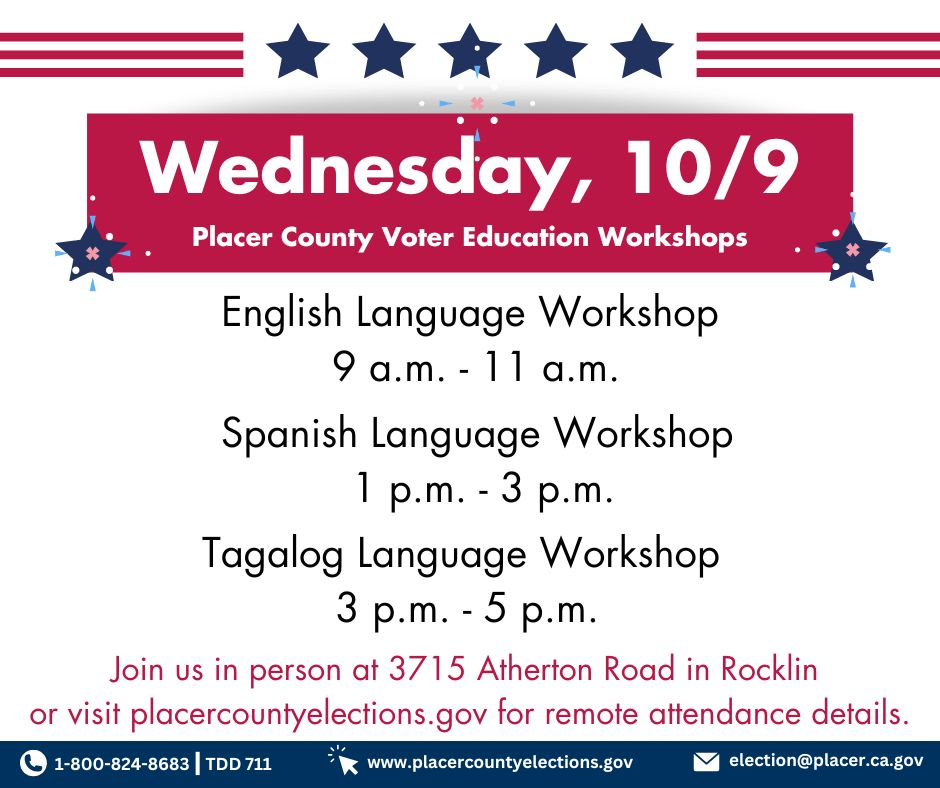 Wednesday, 10/9
Placer County Voter Education Workshops
English Language Workshop
9 a.m. - 11 a.m.
Spanish Language Workshop
1 p.m. - 3 p.m.
Tagalog Language Workshop
3 p.m. - 5 p.m.
Join us in person at 3715 Atherton Road in Rocklin
or visit placercountyelections.gov for remote attendance details.
1-800-824-8683 | TDD 711 www.placercountyelections.gov election@placer.ca.gov